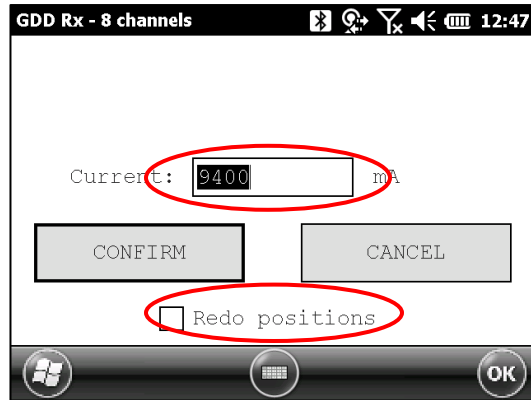 GDD Rx - 8 channels 12:47
Current: 9400 mA
CONFIRM CANCEL
Redo positions
OK